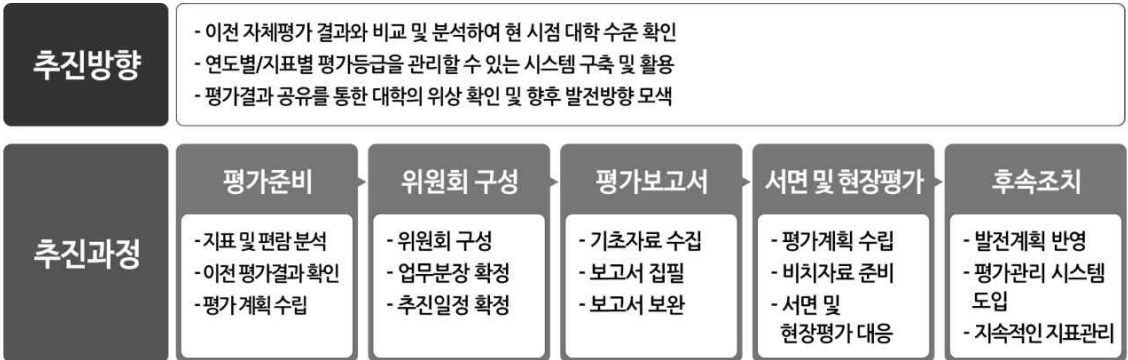 추진방향
- 이전 자체평가 결과와 비교 및 분석하여 현 시점 대학 수준 확인
- 연도별/지표별 평가등급을 관리할 수 있는 시스템 구축 및 활용
- 평가결과 공유를 통한 대학의 위상 확인 및 향후 발전방향 모색
추진과정
평가준비
- 지표 및 편람 분석
- 이전 평가결과 확인
- 평가 계획 수립
위원회 구성
- 위원회 구성
- 업무분장 확정
- 추진일정 확정
평가보고서
- 기초자료 수집
- 보고서 집필
- 보고서 보완
서면 및 현장평가
- 평가계획 수립
- 비치자료 준비
- 서면 및
현장평가 대응
후속조치
- 발전계획 반영
- 평가관리 시스템
도입
- 지속적인 지표관리